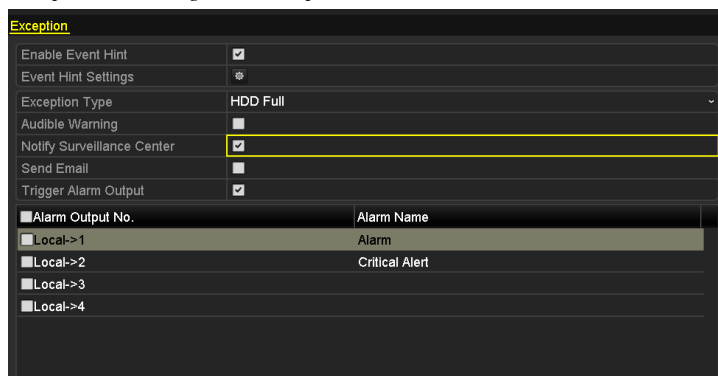 Exception
Enable Event Hint
Event Hint Settings
Exception Type HDD Full
Audible Warning
Notify Surveillance Center
Send Email
Trigger Alarm Output
Alarm Output No. Alarm Name
Local->1 Alarm
Local->2 Critical Alert
Local->3
Local->4